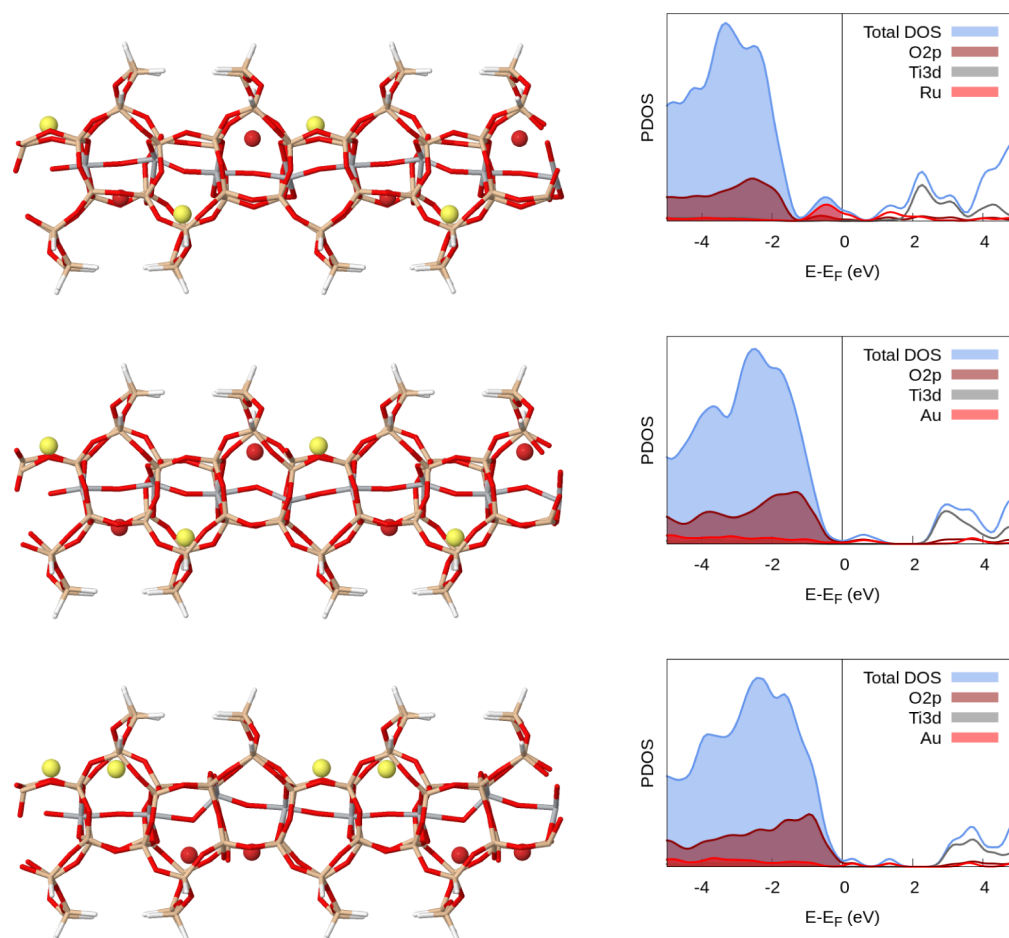 PDOS
Total DOS
O2p
Ti3d
Ru
-4 -2 0 2 4
E-E_F (eV)
PDOS
Total DOS
O2p
Ti3d
Au
-4 -2 0 2 4
E-E_F (eV)
PDOS
Total DOS
O2p
Ti3d
Au
-4 -2 0 2 4
E-E_F (eV)